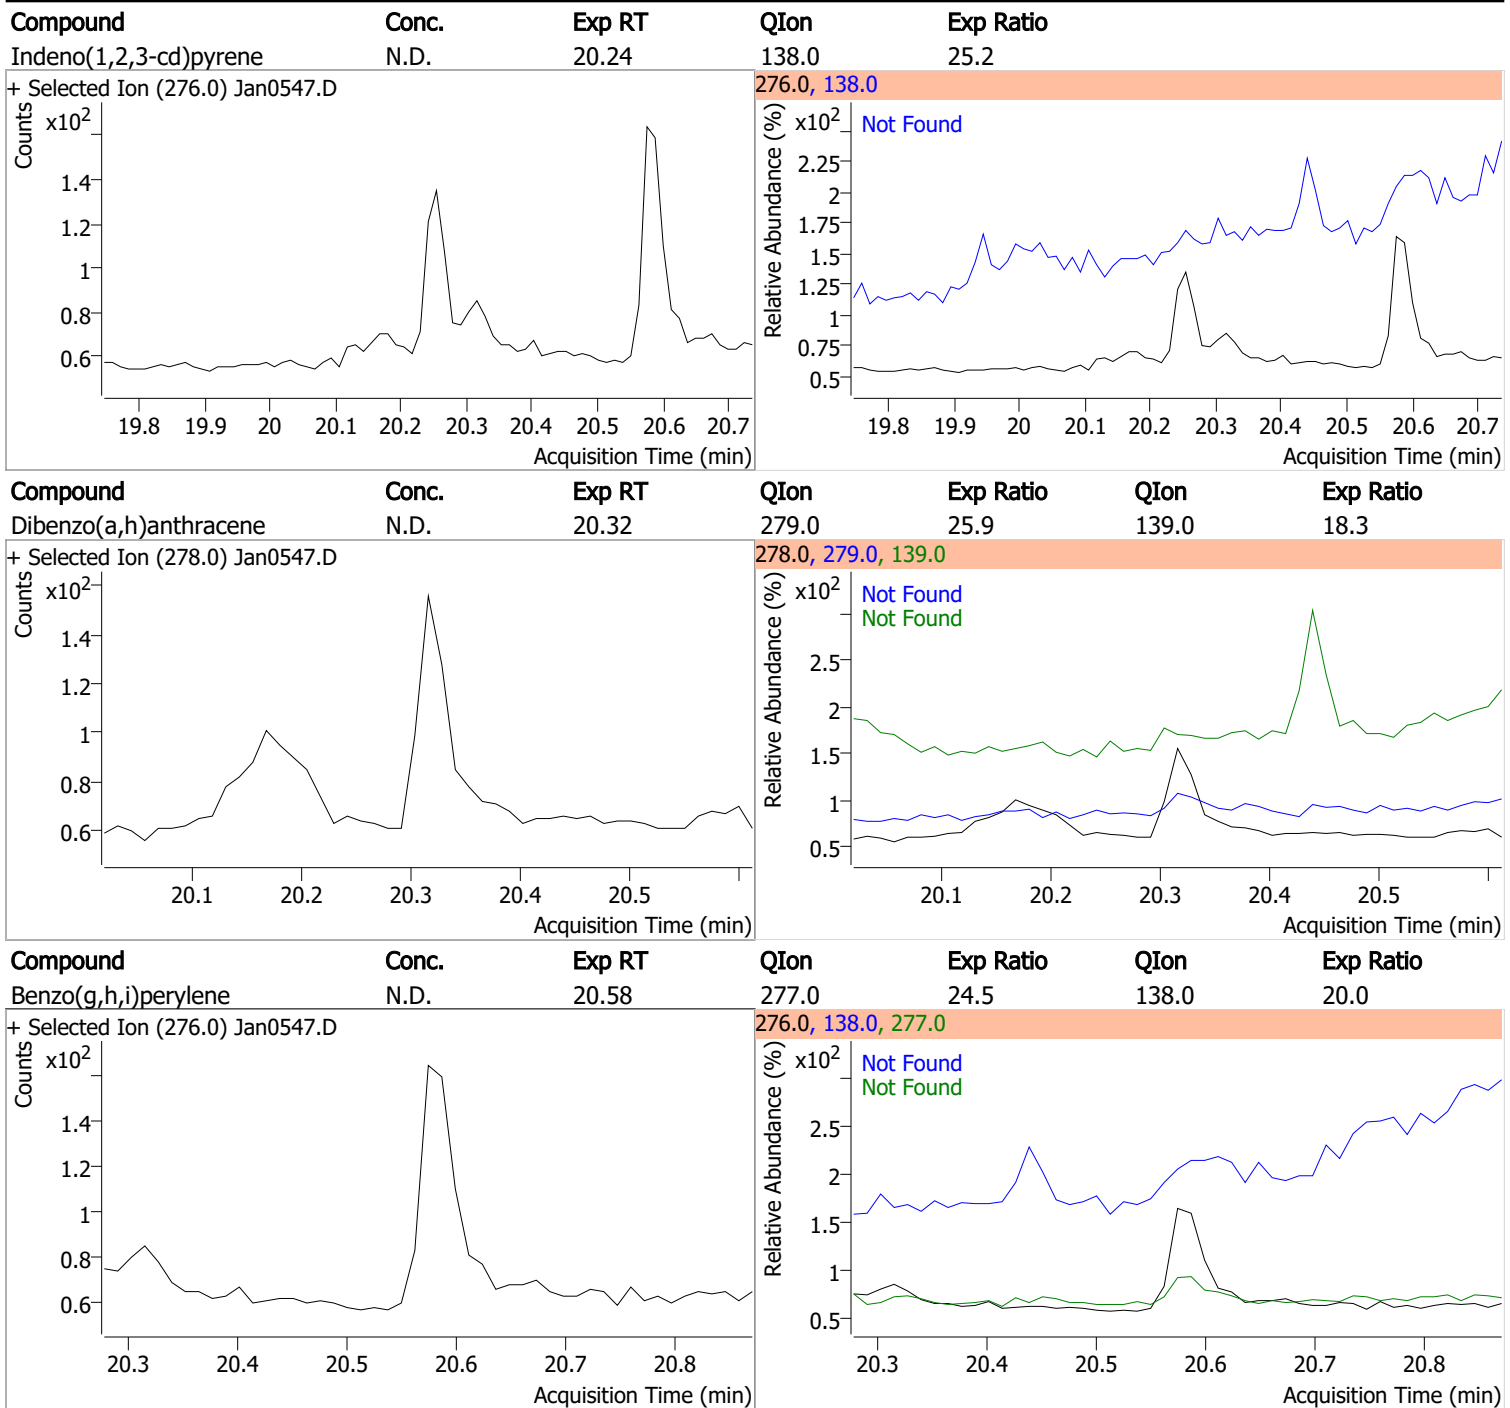 Compound Conc. Exp RT QIon Exp Ratio
Indeno(1,2,3-cd)pyrene N.D. 20.24 138.0 25.2
+ Selected Ion (276.0) Jan0547.D
Counts
x10²
1.4
1.2
1
0.8
0.6
19.8 19.9 20 20.1 20.2 20.3 20.4 20.5 20.6 20.7
Acquisition Time (min)
276.0, 138.0
Relative Abundance (%)
x10²
Not Found
2.25
2
1.75
1.5
1.25
1
0.75
0.5
19.8 19.9 20 20.1 20.2 20.3 20.4 20.5 20.6 20.7
Acquisition Time (min)
Compound Conc. Exp RT QIon Exp Ratio QIon Exp Ratio
Dibenzo(a,h)anthracene N.D. 20.32 279.0 25.9 139.0 18.3
+ Selected Ion (278.0) Jan0547.D
Counts
x10²
1.4
1.2
1
0.8
0.6
20.1 20.2 20.3 20.4 20.5
Acquisition Time (min)
278.0, 279.0, 139.0
Relative Abundance (%)
x10²
Not Found
Not Found
2.5
2
1.5
1
0.5
20.1 20.2 20.3 20.4 20.5
Acquisition Time (min)
Compound Conc. Exp RT QIon Exp Ratio QIon Exp Ratio
Benzo(g,h,i)perylene N.D. 20.58 277.0 24.5 138.0 20.0
+ Selected Ion (276.0) Jan0547.D
Counts
x10²
1.4
1.2
1
0.8
0.6
20.3 20.4 20.5 20.6 20.7 20.8
Acquisition Time (min)
276.0, 138.0, 277.0
Relative Abundance (%)
x10²
Not Found
Not Found
2.5
2
1.5
1
0.5
20.3 20.4 20.5 20.6 20.7 20.8
Acquisition Time (min)